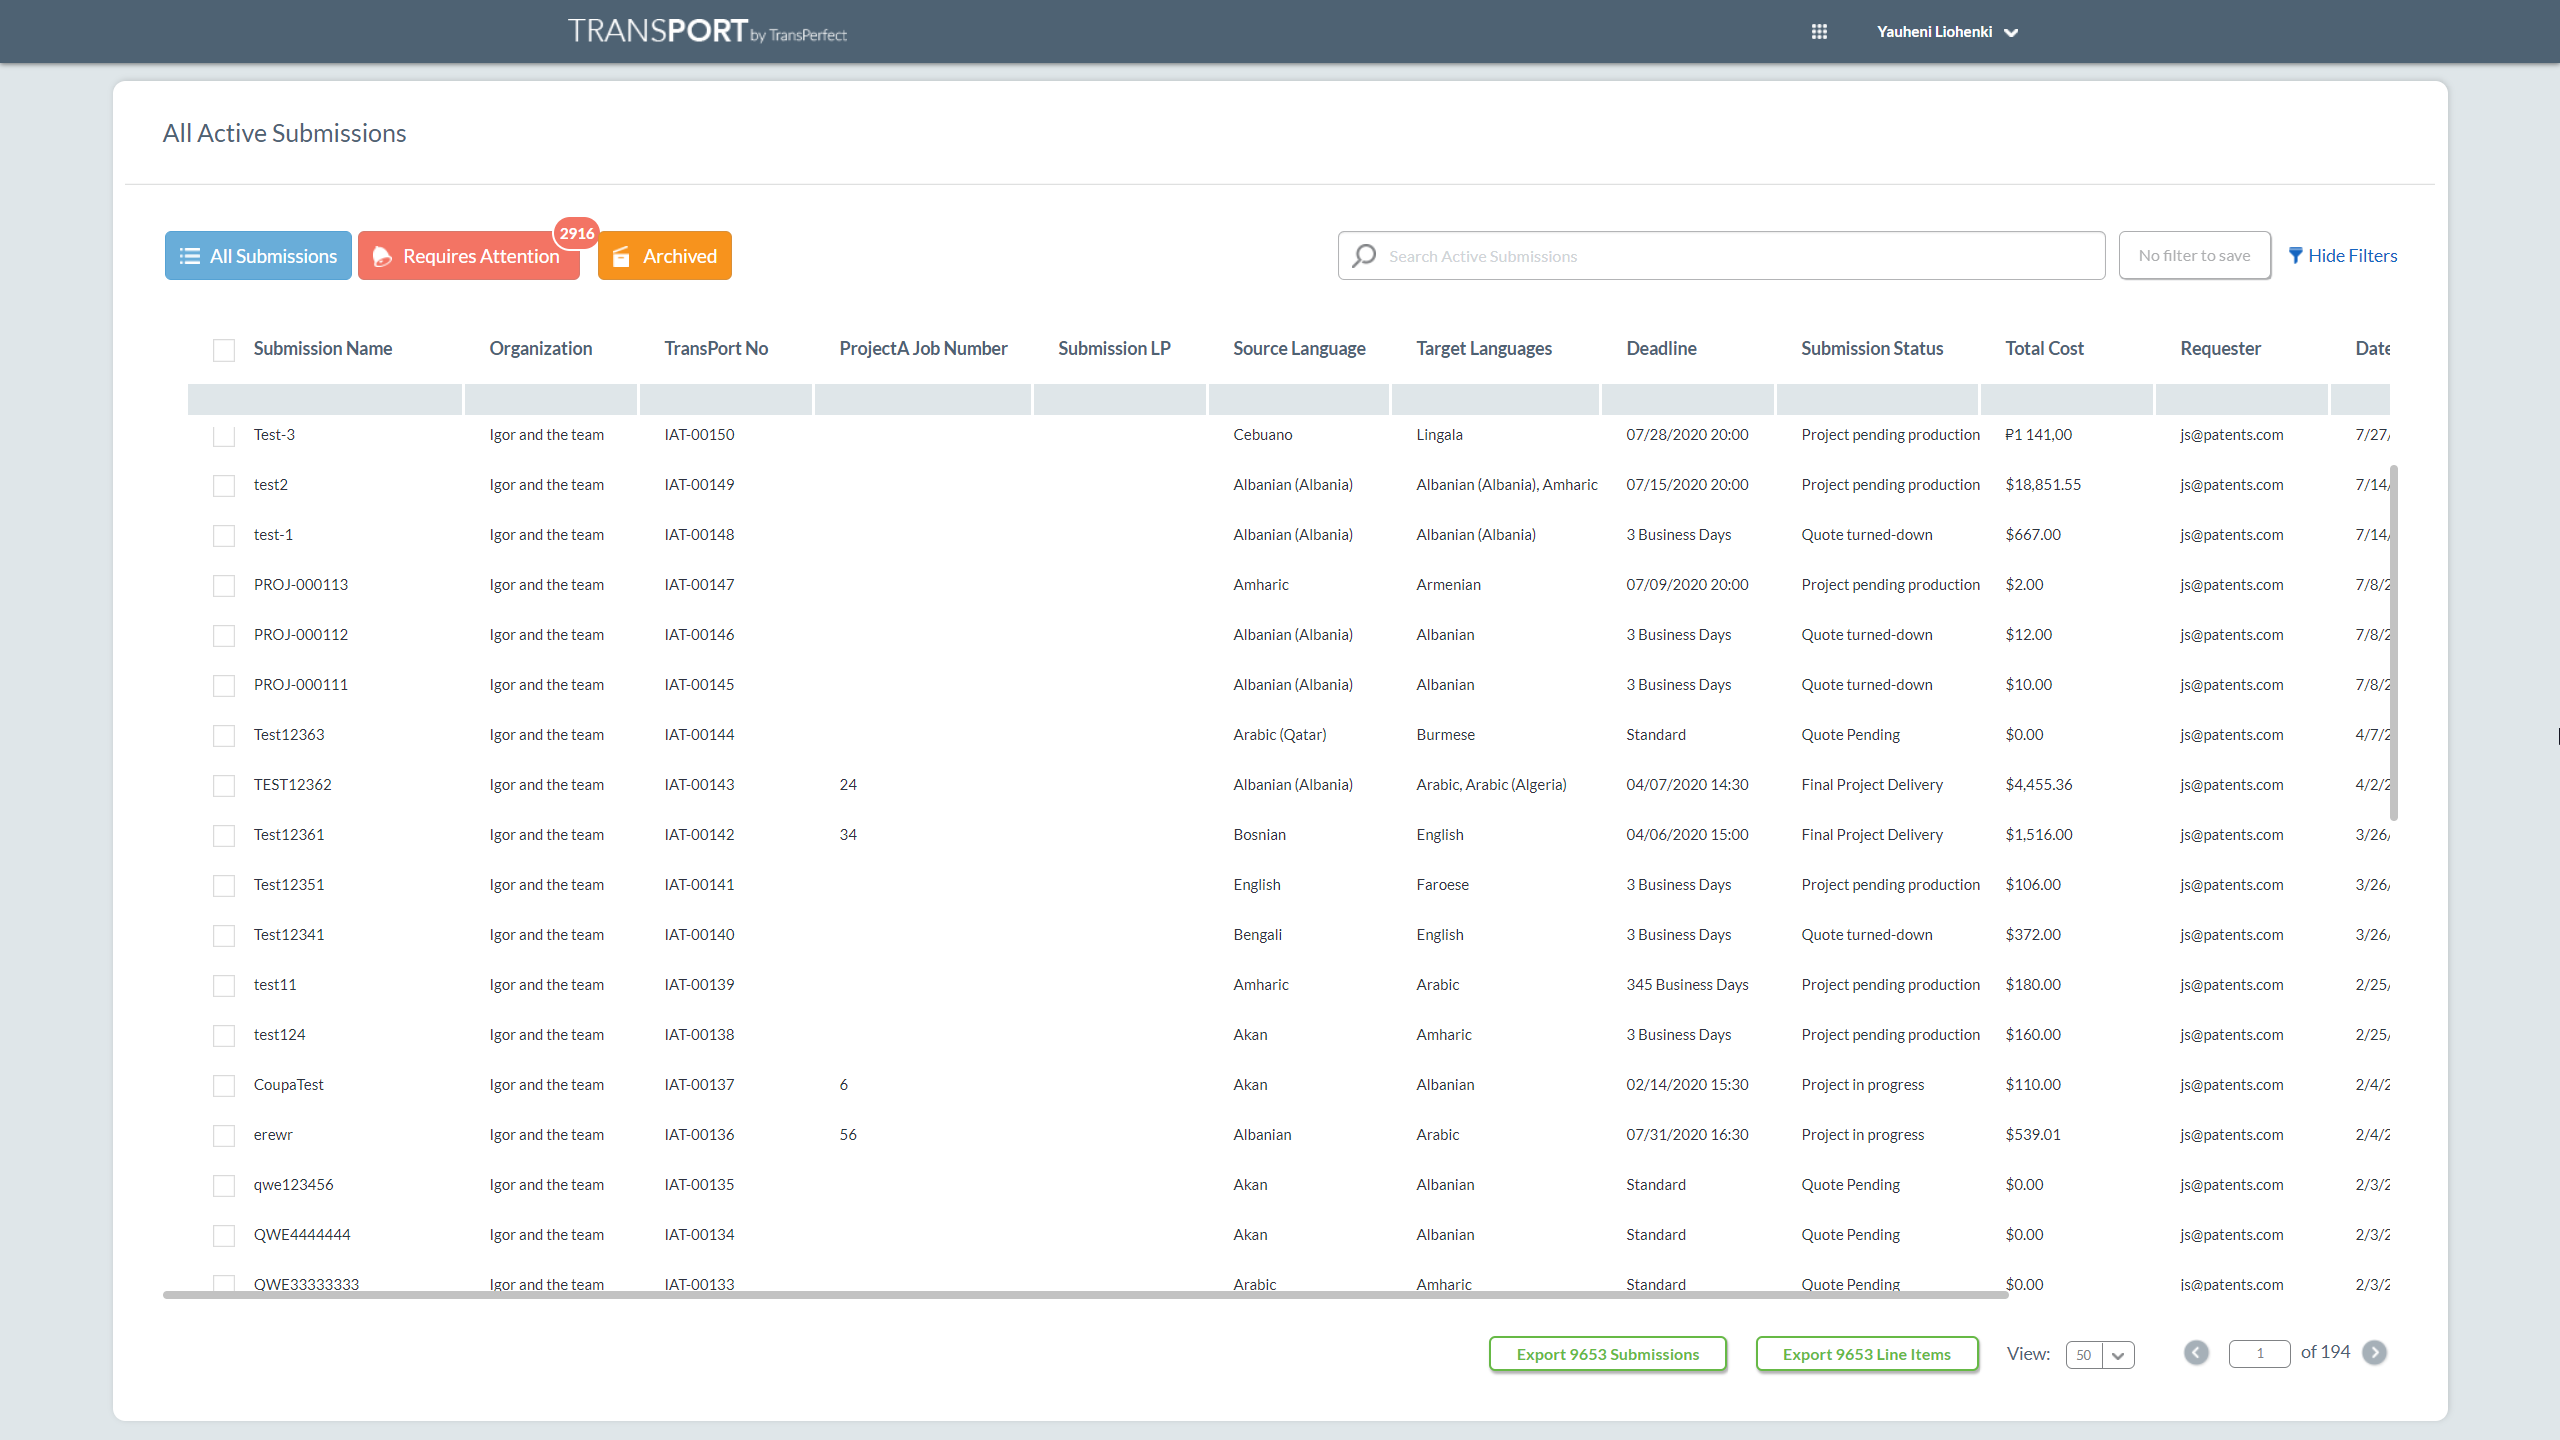 TRANSPORT by TransPerfect
Yauheni Liohenki
All Active Submissions
All Submissions Requires Attention 2916 Archived Search Active Submissions No filter to save Hide Filters
Submission Name Organization TransPort No ProjectA Job Number Submission LP Source Language Target Languages Deadline Submission Status Total Cost Requester Date
Test-3 Igor and the team IAT-00150 Cebuano Lingala 07/28/2020 20:00 Project pending production ₽1 141,00 js@patents.com 7/27/
test2 Igor and the team IAT-00149 Albanian (Albania) Albanian (Albania), Amharic 07/15/2020 20:00 Project pending production $18,851.55 js@patents.com 7/14/
test-1 Igor and the team IAT-00148 Albanian (Albania) Albanian (Albania) 3 Business Days Quote turned-down $667.00 js@patents.com 7/14/
PROJ-000113 Igor and the team IAT-00147 Amharic Armenian 07/09/2020 20:00 Project pending production $2.00 js@patents.com 7/8/2
PROJ-000112 Igor and the team IAT-00146 Albanian (Albania) Albanian 3 Business Days Quote turned-down $12.00 js@patents.com 7/8/2
PROJ-000111 Igor and the team IAT-00145 Albanian (Albania) Albanian 3 Business Days Quote turned-down $10.00 js@patents.com 7/8/2
Test12363 Igor and the team IAT-00144 Arabic (Qatar) Burmese Standard Quote Pending $0.00 js@patents.com 4/7/2
TEST12362 Igor and the team IAT-00143 24 Albanian (Albania) Arabic, Arabic (Algeria) 04/07/2020 14:30 Final Project Delivery $4,455.36 js@patents.com 4/2/2
Test12361 Igor and the team IAT-00142 34 Bosnian English 04/06/2020 15:00 Final Project Delivery $1,516.00 js@patents.com 3/26/
Test12351 Igor and the team IAT-00141 English Faroese 3 Business Days Project pending production $106.00 js@patents.com 3/26/
Test12341 Igor and the team IAT-00140 Bengali English 3 Business Days Quote turned-down $372.00 js@patents.com 3/26/
test11 Igor and the team IAT-00139 Amharic Arabic 345 Business Days Project pending production $180.00 js@patents.com 2/25/
test124 Igor and the team IAT-00138 Akan Amharic 3 Business Days Project pending production $160.00 js@patents.com 2/25/
CoupaTest Igor and the team IAT-00137 6 Akan Albanian 02/14/2020 15:30 Project in progress $110.00 js@patents.com 2/4/2
erewr Igor and the team IAT-00136 56 Albanian Arabic 07/31/2020 16:30 Project in progress $539.01 js@patents.com 2/4/2
qwe123456 Igor and the team IAT-00135 Akan Albanian Standard Quote Pending $0.00 js@patents.com 2/3/2
QWE4444444 Igor and the team IAT-00134 Akan Albanian Standard Quote Pending $0.00 js@patents.com 2/3/2
QWE33333333 Igor and the team IAT-00133 Arabic Amharic Standard Quote Pending $0.00 js@patents.com 2/3/2
Export 9653 Submissions Export 9653 Line Items View: 50 1 of 194